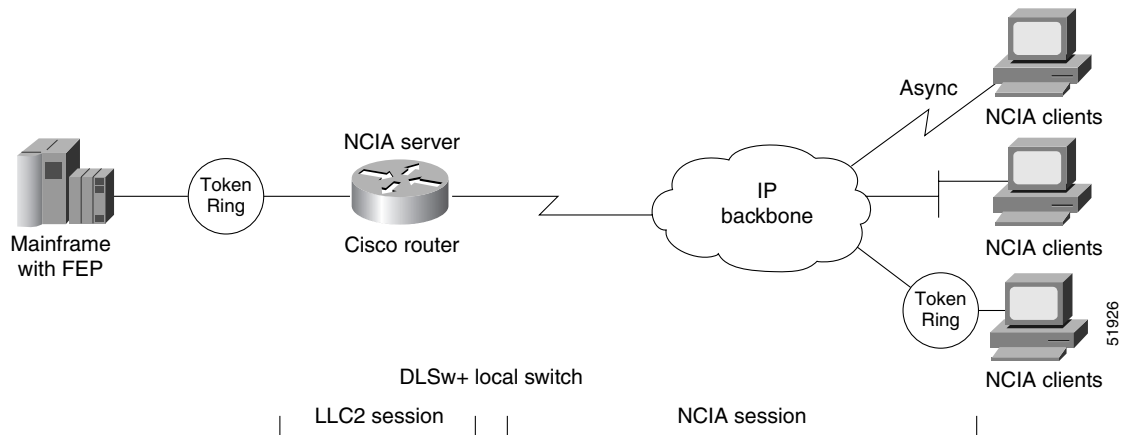 Async
NCIA clients
NCIA server
Token
Ring
IP
backbone
Mainframe
with FEP
Cisco router
NCIA clients
Token
Ring
NCIA clients
51926
DLSw+ local switch
LLC2 session
NCIA session